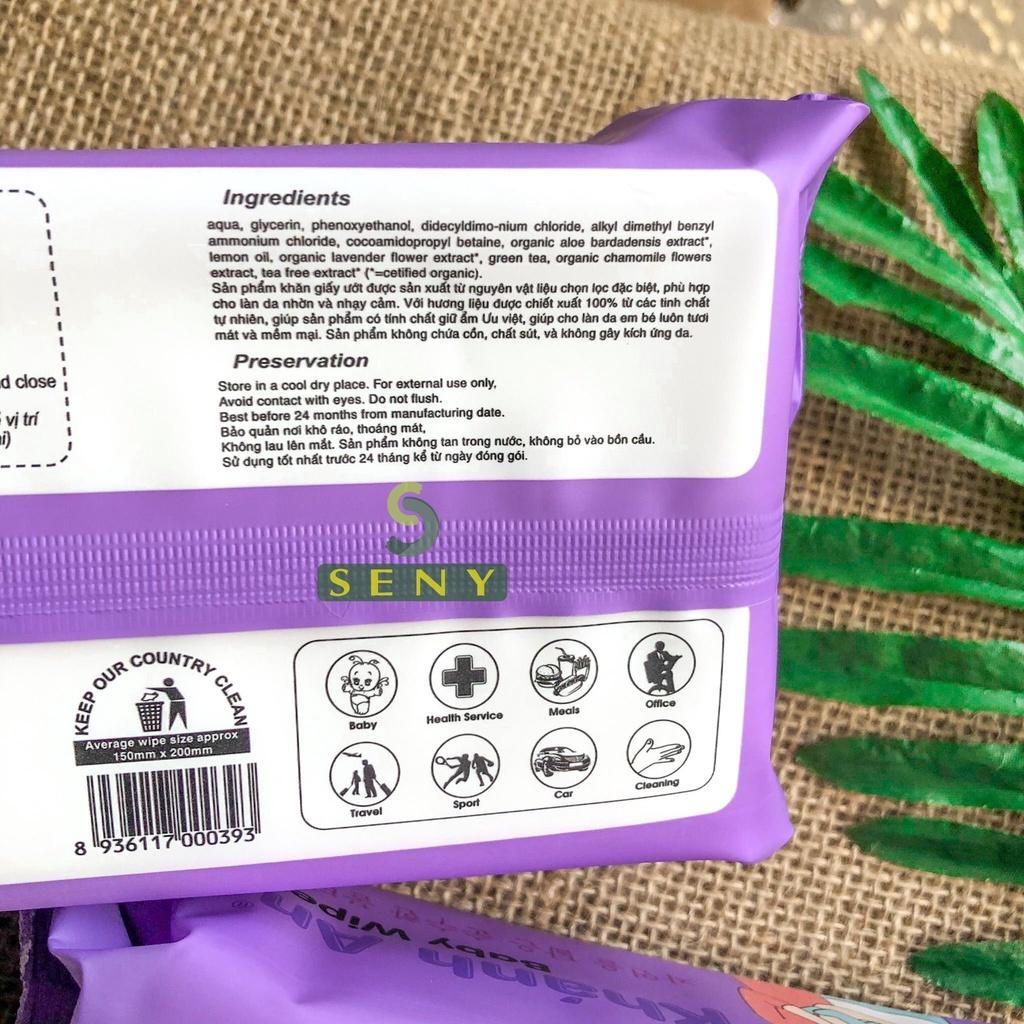 Ingredients
aqua, glycerin, phenoxyethanol, didecyldimo-nium chloride, alkyl dimethyl benzyl
ammonium chloride, cocoamidopropyl betaine, organic aloe bardadensis extract*,
lemon oil, organic lavender flower extract*, green tea, organic chamomile flowers
extract, tea free extract* (*=cetified organic).
Sản phẩm khăn giấy ướt được sản xuất từ nguyên vật liệu chọn lọc đặc biệt, phù hợp
cho làn da nhờn và nhạy cảm. Với hương liệu được chiết xuất 100% từ các tinh chất
tự nhiên, giúp sản phẩm có tính chất giữ ẩm Ưu việt, giúp cho làn da em bé luôn tươi
mát và mềm mại. Sản phẩm không chứa cồn, chất sút, và không gây kích ứng da.
Preservation
Store in a cool dry place. For external use only,
Avoid contact with eyes. Do not flush.
Best before 24 months from manufacturing date.
Bảo quản nơi khô ráo, thoáng mát,
Không lau lên mắt. Sản phẩm không tan trong nước, không bỏ vào bồn cầu.
Sử dụng tốt nhất trước 24 tháng kể từ ngày đóng gói.
close
vị trí
SENY
KEEP OUR COUNTRY CLEAN
Average wipe size approx
150mm x 200mm
8 936117 000393
Baby
Health Service
Meals
Office
Travel
Sport
Car
Cleaning
Khánh An
Baby Wipe